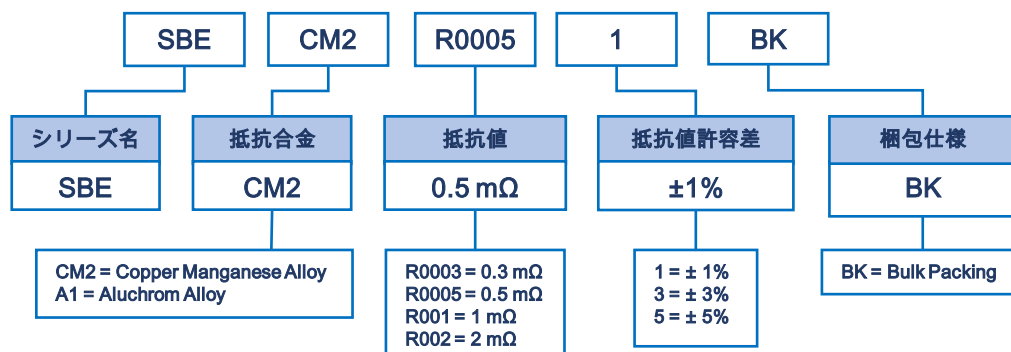 SBE CM2 R0005 1 BK
シリーズ名 抵抗合金 抵抗値 抵抗値許容差 梱包仕様
SBE CM2 0.5 mΩ ±1% BK
CM2 = Copper Manganese Alloy
A1 = Aluchrom Alloy
R0003 = 0.3 mΩ
R0005 = 0.5 mΩ
R001 = 1 mΩ
R002 = 2 mΩ
1 = ± 1%
3 = ± 3%
5 = ± 5%
BK = Bulk Packing